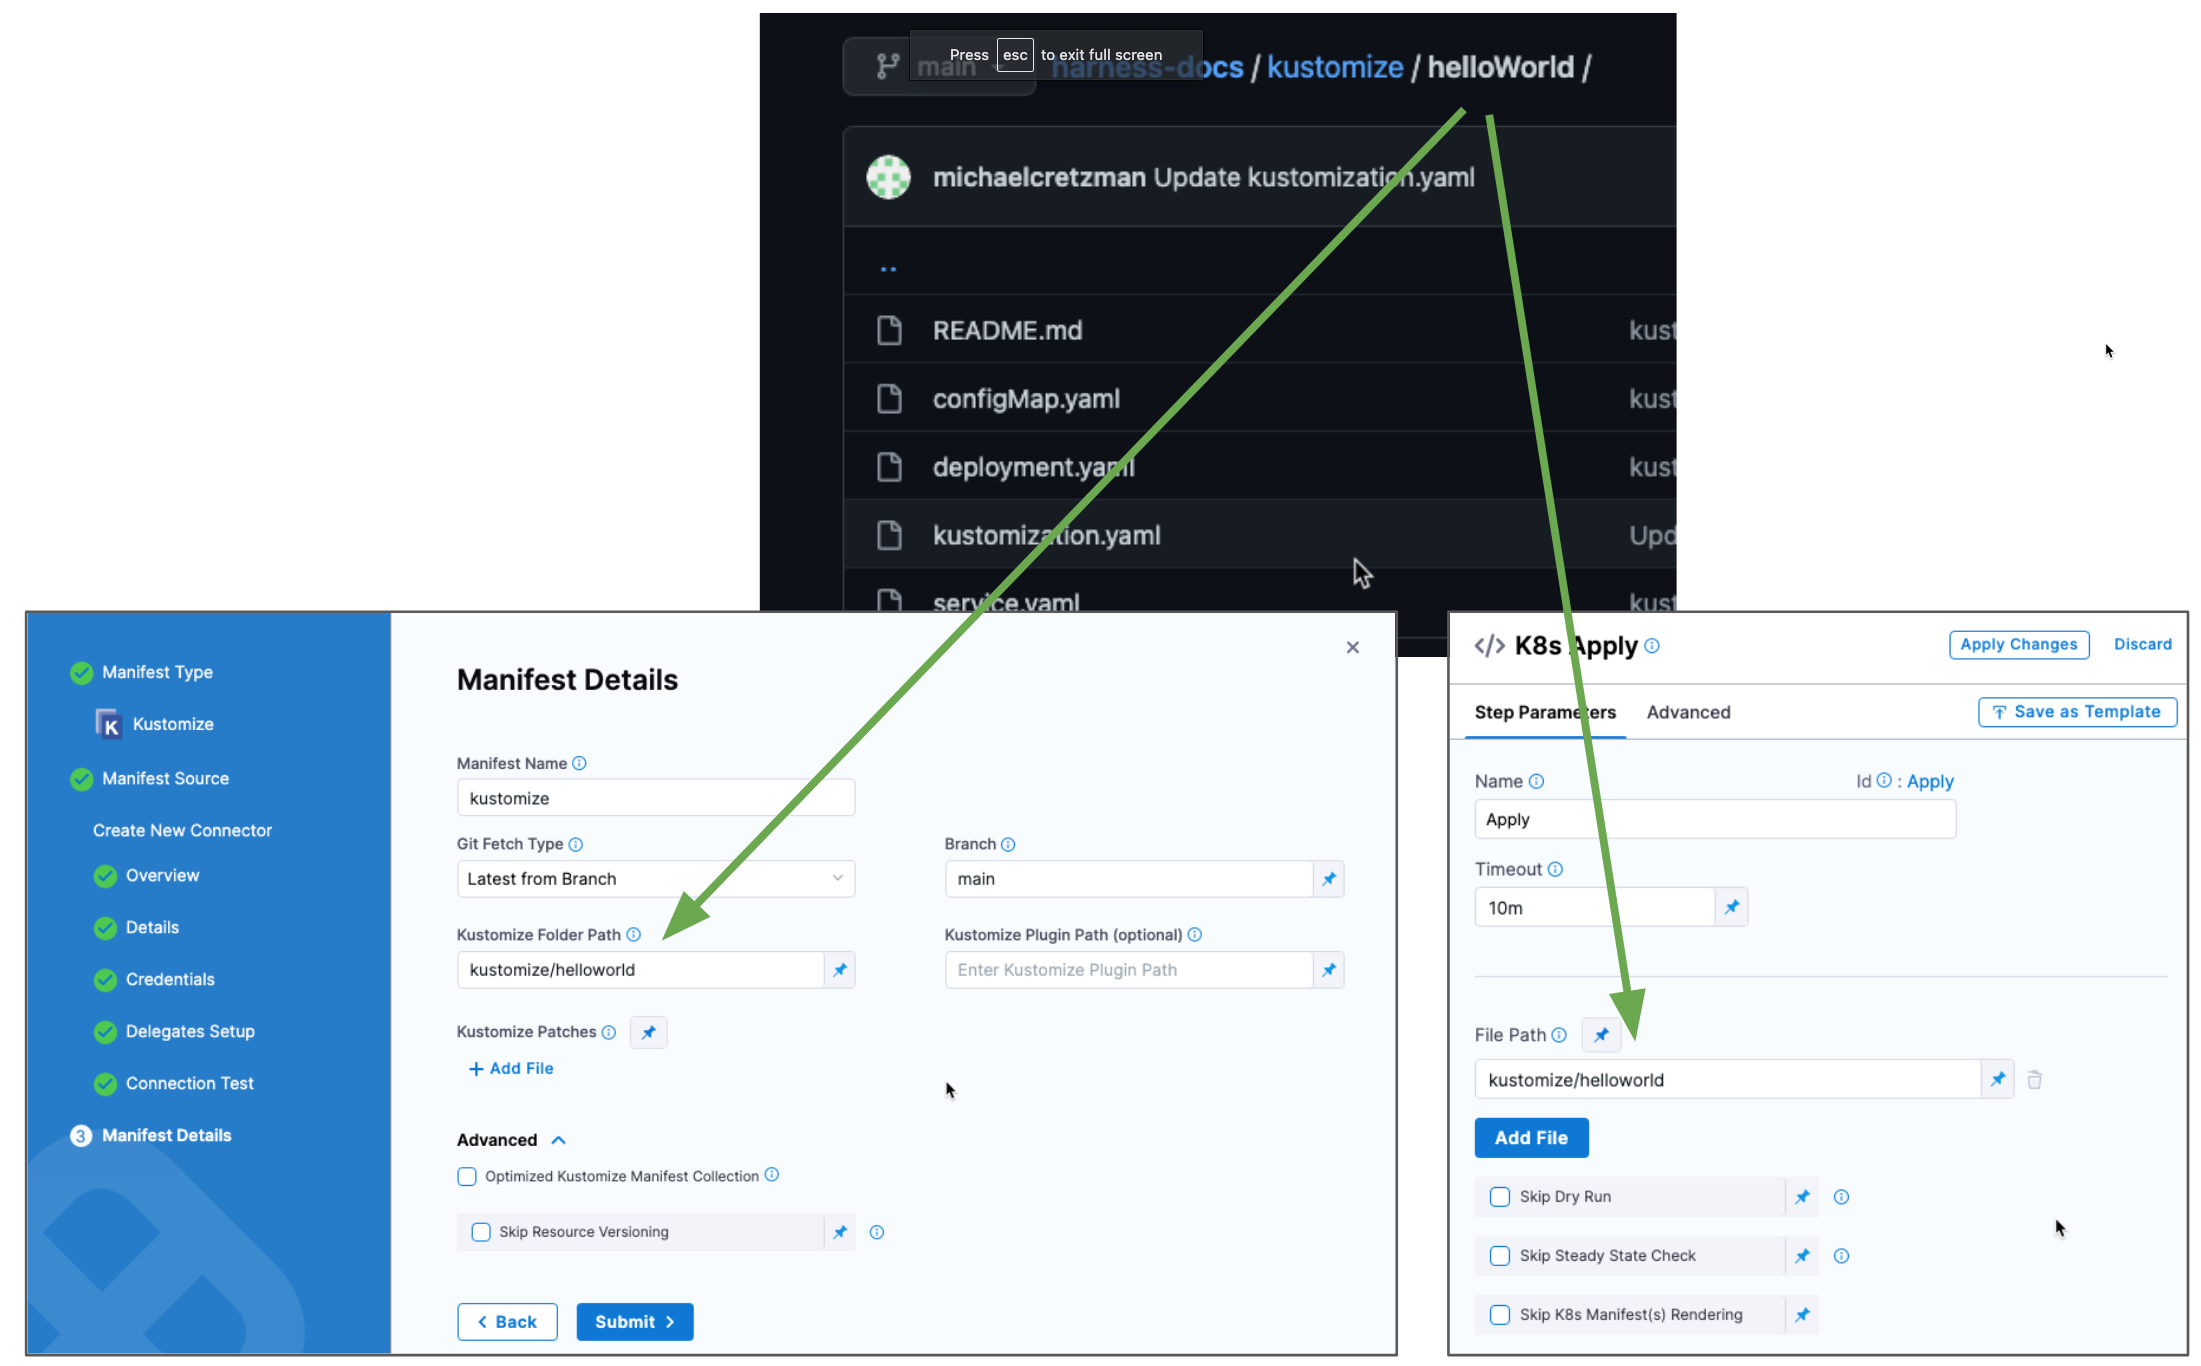 Press esc to exit full screen
main harness-docs / kustomize / helloWorld /
michaelcretzman Update kustomization.yaml
..
README.md kust
configMap.yaml kust
deployment.yaml kust
kustomization.yaml Upd
service.yaml kust
Manifest Type
K Kustomize
Manifest Source
Create New Connector
Overview
Details
Credentials
Delegates Setup
Connection Test
3 Manifest Details
Manifest Details
Manifest Name
kustomize
Git Fetch Type
Latest from Branch
Branch
main
Kustomize Folder Path
kustomize/helloworld
Kustomize Plugin Path (optional)
Enter Kustomize Plugin Path
Kustomize Patches
+ Add File
Advanced
Optimized Kustomize Manifest Collection
Skip Resource Versioning
Back
Submit
</> K8s Apply
Apply Changes
Discard
Step Parameters
Advanced
Save as Template
Name
Id : Apply
Apply
Timeout
10m
File Path
kustomize/helloworld
Add File
Skip Dry Run
Skip Steady State Check
Skip K8s Manifest(s) Rendering